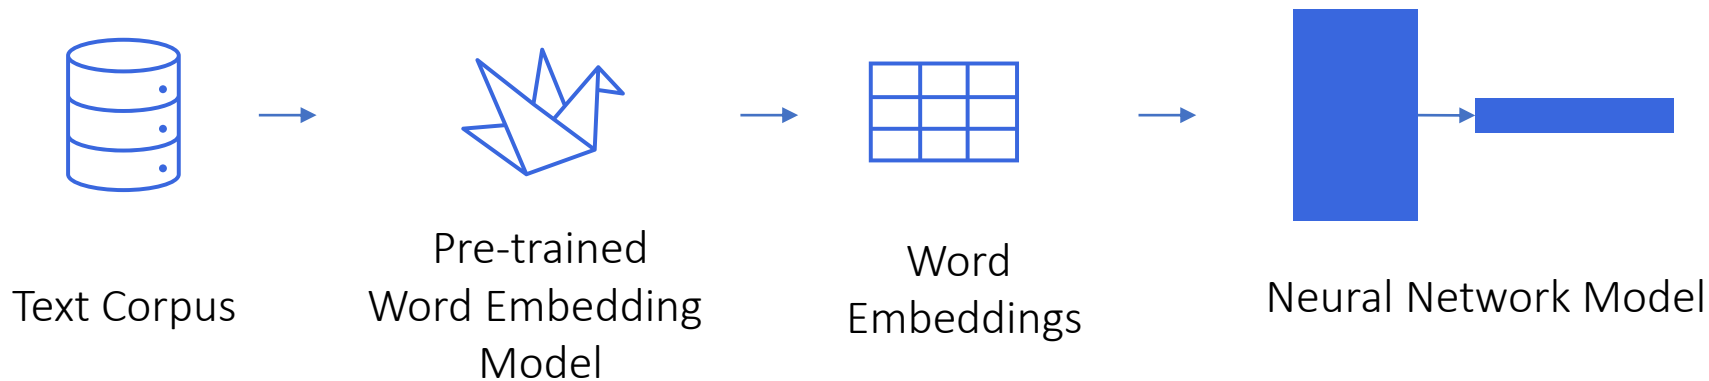 Text Corpus
Pre-trained
Word Embedding
Model
Word
Embeddings
Neural Network Model